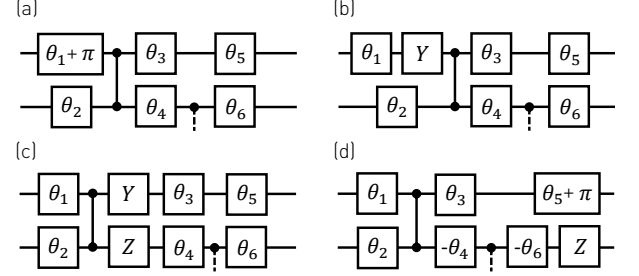 (a)
θ₁ + π θ₃ θ₅
θ₂ θ₄ θ₆
(b)
θ₁ Y θ₃ θ₅
θ₂ θ₄ θ₆
(c)
θ₁ Y θ₃ θ₅
θ₂ Z θ₄ θ₆
(d)
θ₁ θ₃ θ₅ + π
θ₂ -θ₄ -θ₆ Z